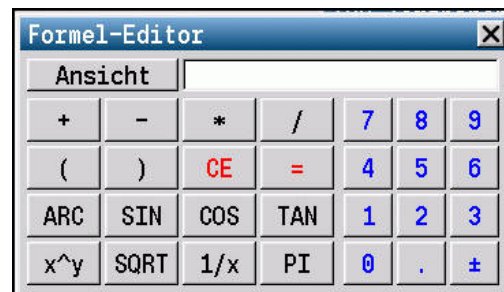 Formel-Editor
Ansicht
+ - * / 7 8 9
( ) CE = 4 5 6
ARC SIN COS TAN 1 2 3
x^y SQRT 1/x PI 0 . ±